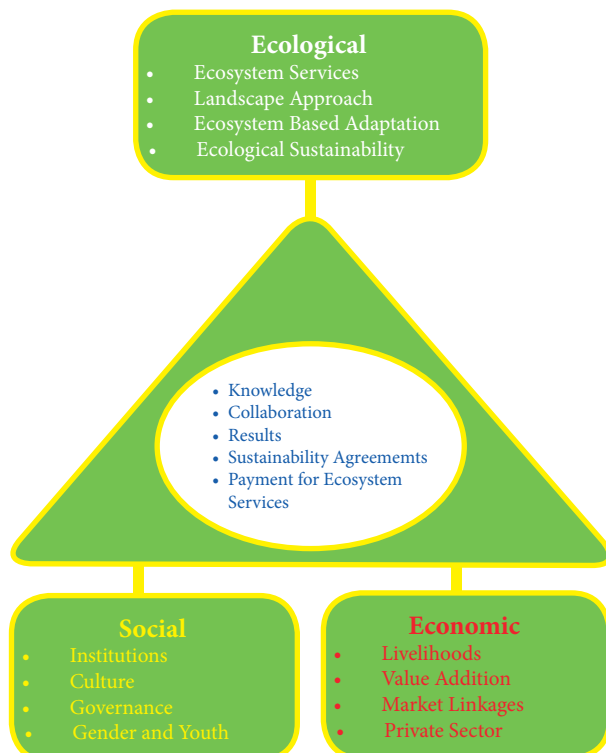 Ecological
• Ecosystem Services
• Landscape Approach
• Ecosystem Based Adaptation
• Ecological Sustainability
• Knowledge
• Collaboration
• Results
• Sustainability Agreememts
• Payment for Ecosystem
Services
Social
• Institutions
• Culture
• Governance
• Gender and Youth
Economic
• Livelihoods
• Value Addition
• Market Linkages
• Private Sector